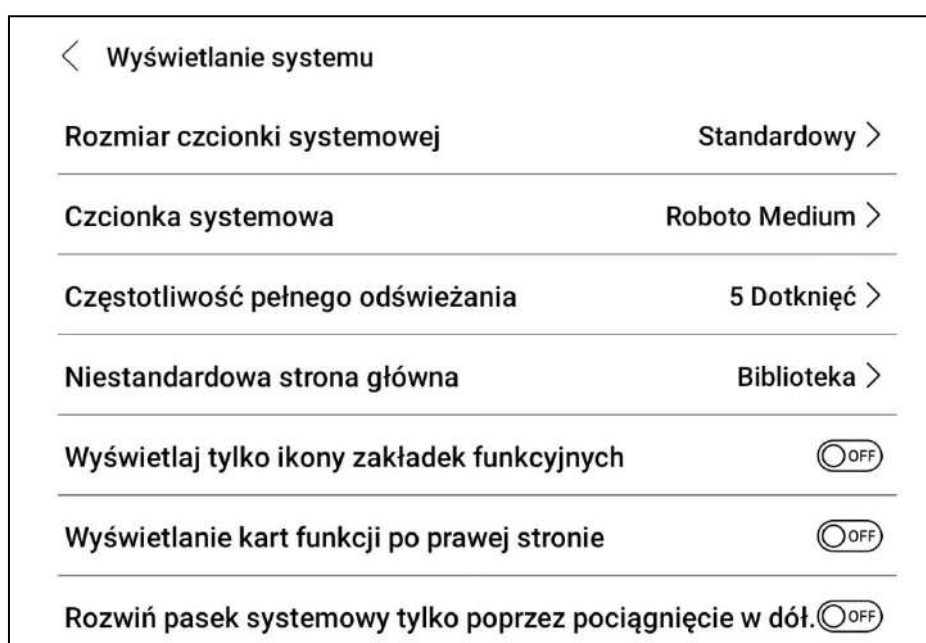 Wyświetlanie systemu
Rozmiar czcionki systemowej Standardowy
Czcionka systemowa Roboto Medium
Częstotliwość pełnego odświeżania 5 Dotknięć
Niestandardowa strona główna Biblioteka
Wyświetlaj tylko ikony zakładek funkcyjnych OFF
Wyświetlanie kart funkcji po prawej stronie OFF
Rozwiń pasek systemowy tylko poprzez pociągnięcie w dół. OFF